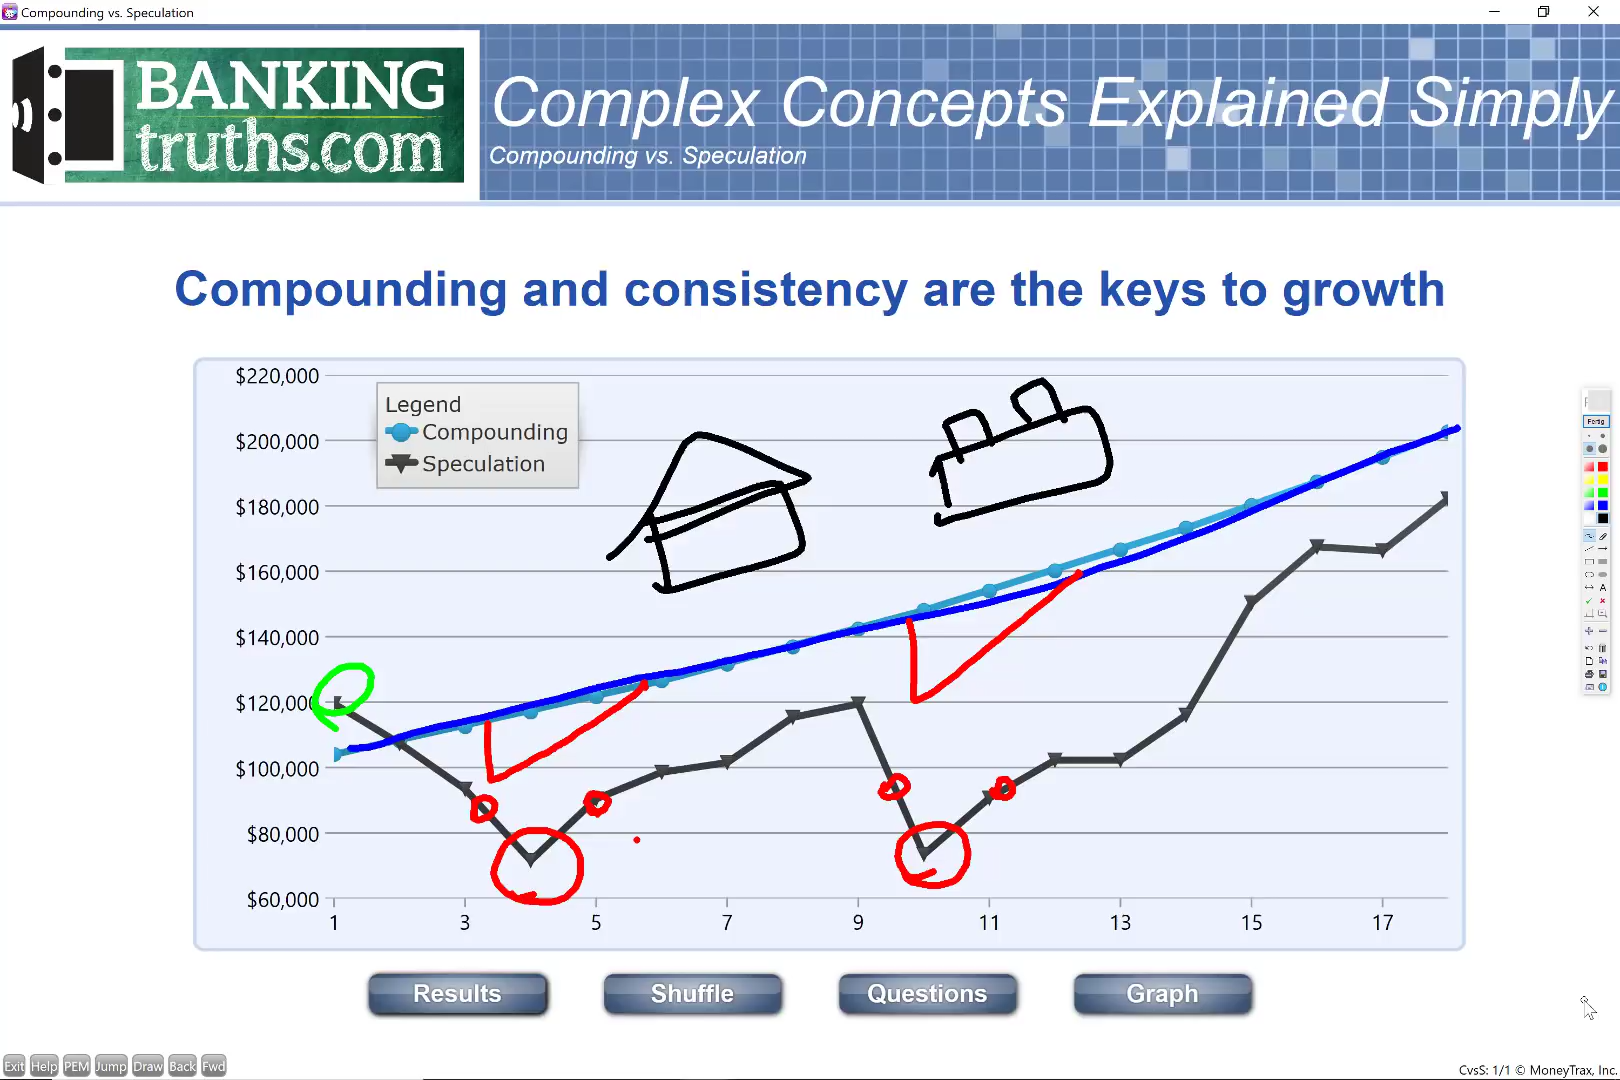 Compounding vs. Speculation
BANKING
truths.com
Complex Concepts Explained Simply
Compounding vs. Speculation
Compounding and consistency are the keys to growth
$220,000
$200,000
$180,000
$160,000
$140,000
$120,000
$100,000
$80,000
$60,000
Legend
Compounding
Speculation
1 3 5 7 9 11 13 15 17
Results Shuffle Questions Graph
Fertig
A
Exit Help PEM Jump Draw Back Fwd
CvsS: 1/1 © MoneyTrax, Inc.